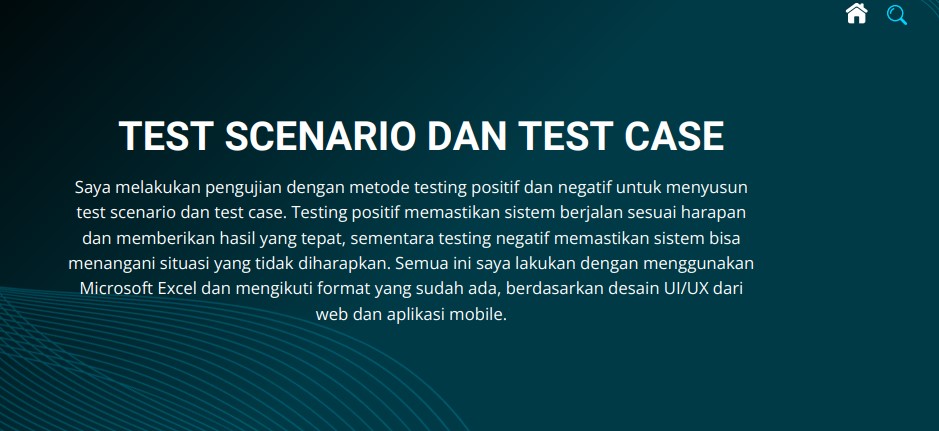 TEST SCENARIO DAN TEST CASE
Saya melakukan pengujian dengan metode testing positif dan negatif untuk menyusun
test scenario dan test case. Testing positif memastikan sistem berjalan sesuai harapan
dan memberikan hasil yang tepat, sementara testing negatif memastikan sistem bisa
menangani situasi yang tidak diharapkan. Semua ini saya lakukan dengan menggunakan
Microsoft Excel dan mengikuti format yang sudah ada, berdasarkan desain UI/UX dari
web dan aplikasi mobile.